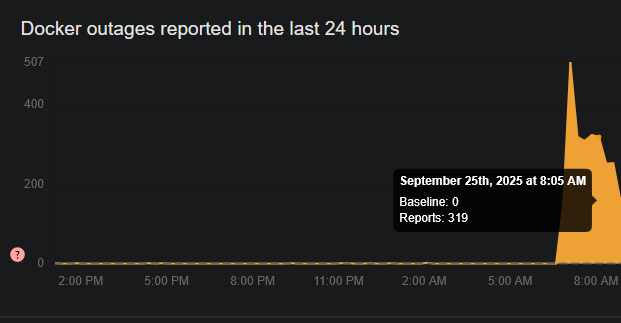 Docker outages reported in the last 24 hours
507
400
200
0
?
September 25th, 2025 at 8:05 AM
Baseline: 0
Reports: 319
2:00 PM 5:00 PM 8:00 PM 11:00 PM 2:00 AM 5:00 AM 8:00 AM